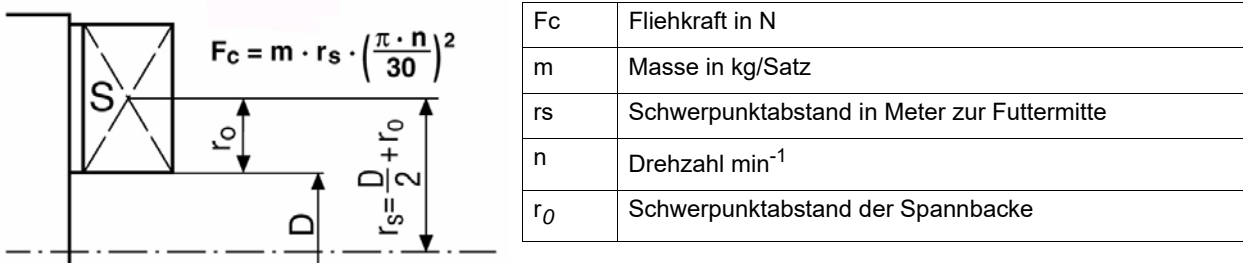 Fc = m · rs · (π · n / 30)²
S
r0
rs = D/2 + r0
D
Fc Fliehkraft in N
m Masse in kg/Satz
rs Schwerpunktabstand in Meter zur Futtermitte
n Drehzahl min-1
r0 Schwerpunktabstand der Spannbacke